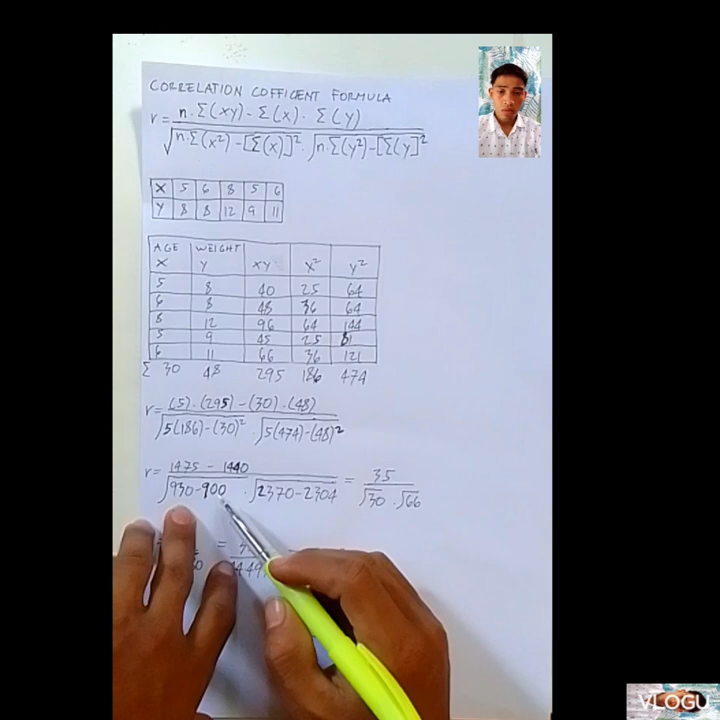 CORRELATION COFFICENT FORMULA
r = n·Σ(xy) - Σ(x)·Σ(y)
√n·Σ(x²)-[Σ(x)]² · √n·Σ(y²)-[Σ(y]²
X 5 6 8 5 6
Y 8 8 12 9 11
AGE WEIGHT
X Y XY X² Y²
5 8 40 25 64
6 8 48 36 64
8 12 96 64 144
5 9 45 25 81
6 11 66 36 121
Σ 30 48 295 186 474
r = (5)·(295)-(30)·(48)
√5(186)-(30)² · √5(474)-(48)²
r = 1475 - 1440 = 35
√930-900 · √2370-2304 √30 · √66
=
VLOGU